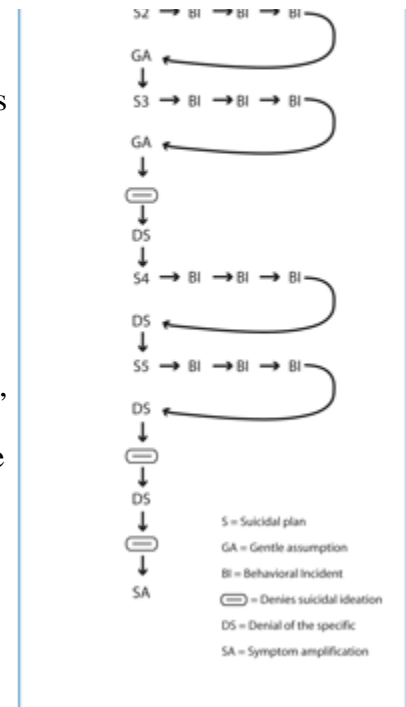 S2 BI BI BI
GA
s
S3 BI BI BI
GA
DS
S4 BI BI BI
DS
S5 BI BI BI
,
DS
e
DS
S = Suicidal plan
GA = Gentle assumption
BI = Behavioral Incident
= Denies suicidal ideation
SA
DS = Denial of the specific
SA = Symptom amplification